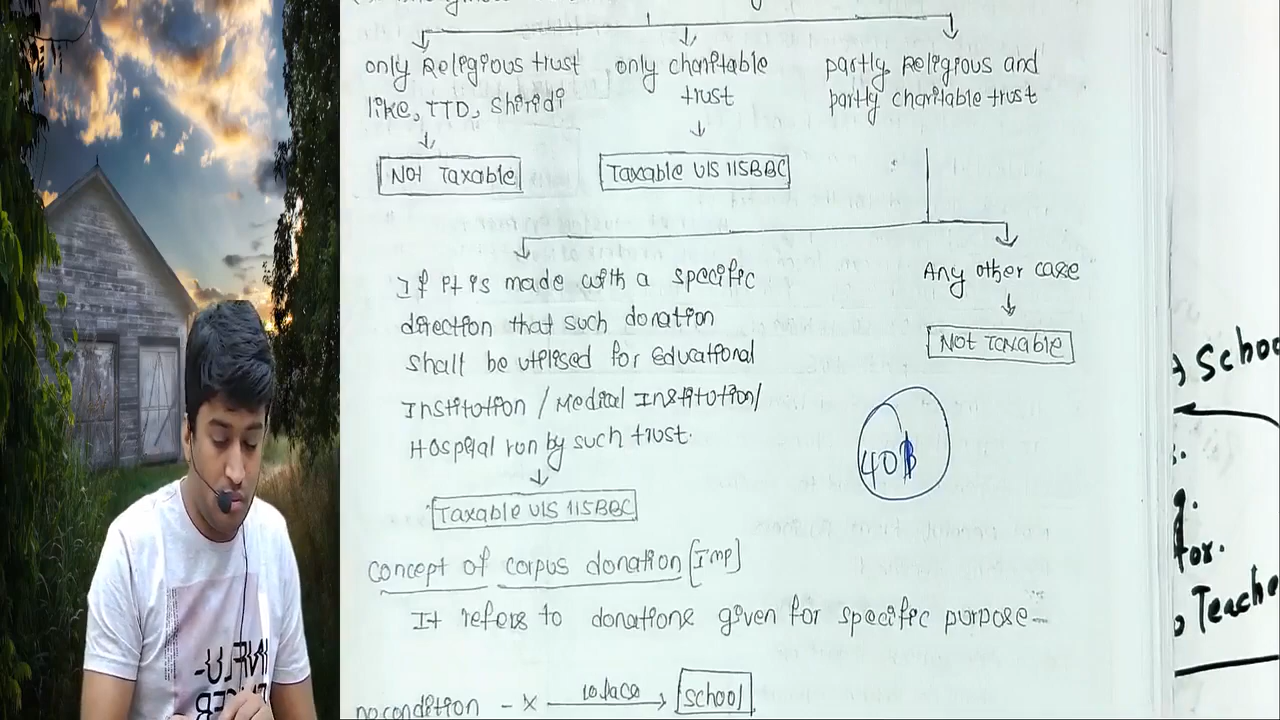 only Religious trust
like, TTD, Shiridi
only charitable
trust
partly Religious and
partly charitable trust
Not Taxable
Taxable U/S 115BBC
If it is made with a specific
direction that such donation
shall be utilised for Educational
Institution / Medical Institution/
Hospital run by such trust.
Taxable U/S 115BBC
Any other case
Not Taxable
40
concept of corpus donation [Imp]
It refers to donations given for specific purpose
no condition - x 10 lacs school
School
for.